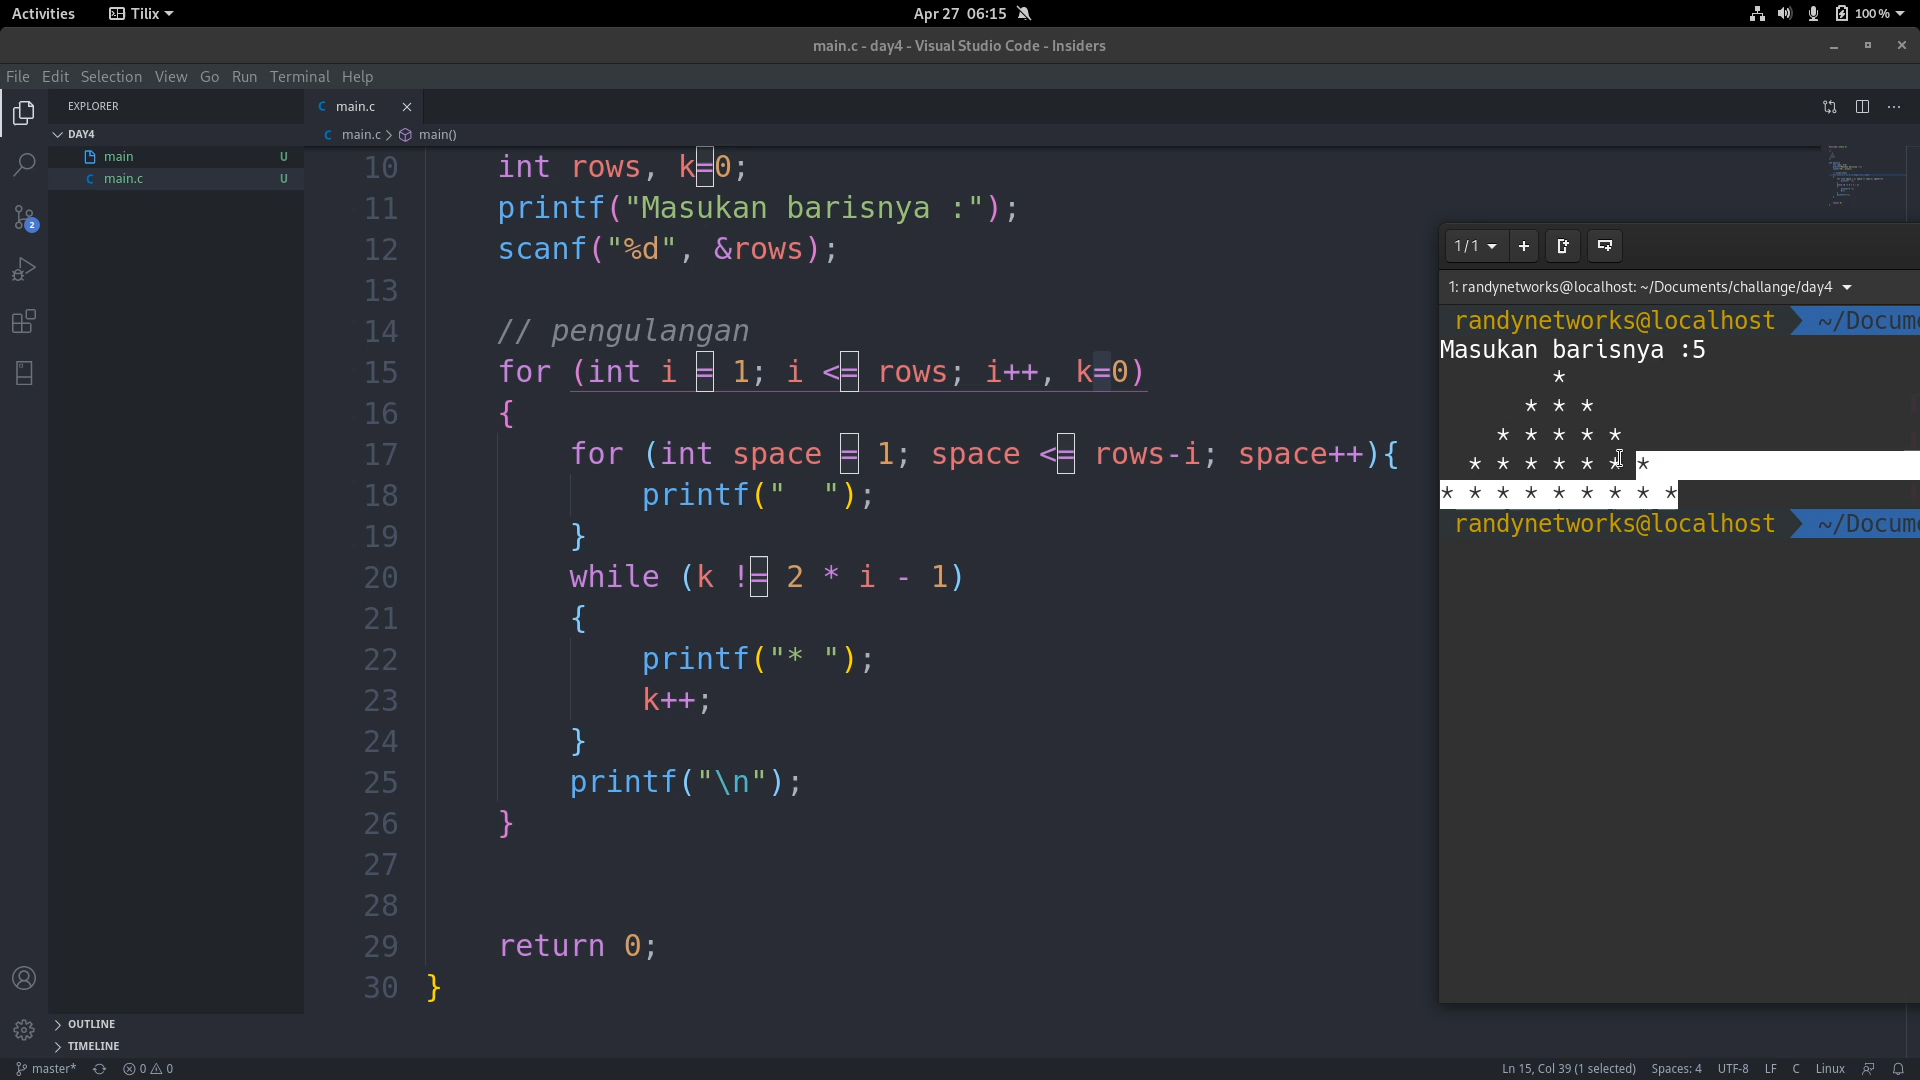 Activities Tilix Apr 27 06:15 100 %
main.c - day4 - Visual Studio Code - Insiders
File Edit Selection View Go Run Terminal Help
EXPLORER
DAY4
main U
C main.c U
2
OUTLINE
TIMELINE
C main.c
C main.c > main()
10 int rows, k=0;
11 printf("Masukan barisnya :");
12 scanf("%d", &rows);
13
14 // pengulangan
15 for (int i = 1; i <= rows; i++, k=0)
16 {
17 for (int space = 1; space <= rows-i; space++){
18 printf("  ");
19 }
20 while (k != 2 * i - 1)
21 {
22 printf("* ");
23 k++;
24 }
25 printf("\n");
26 }
27
28
29 return 0;
30 }
1/1
1: randynetworks@localhost: ~/Documents/challange/day4
randynetworks@localhost ~/Docume
Masukan barisnya :5
*
* * *
* * * * *
* * * * * * *
* * * * * * * * *
randynetworks@localhost ~/Docume
master* 0 0 Ln 15, Col 39 (1 selected) Spaces: 4 UTF-8 LF C Linux